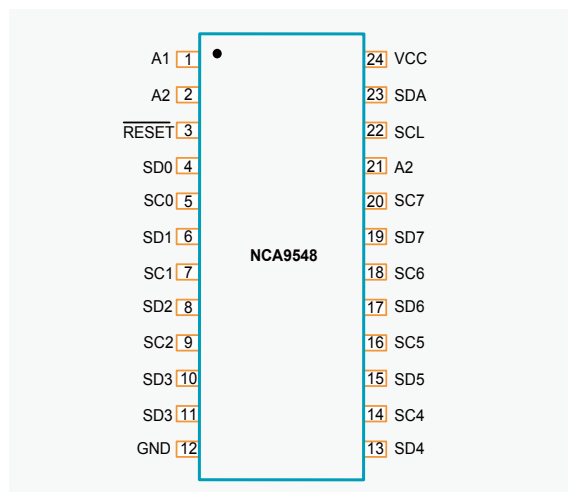 A1 1 24 VCC
A2 2 23 SDA
RESET 3 22 SCL
SD0 4 21 A2
SC0 5 20 SC7
SD1 6 19 SD7
NCA9548
SC1 7 18 SC6
SD2 8 17 SD6
SC2 9 16 SC5
SD3 10 15 SD5
SD3 11 14 SC4
GND 12 13 SD4